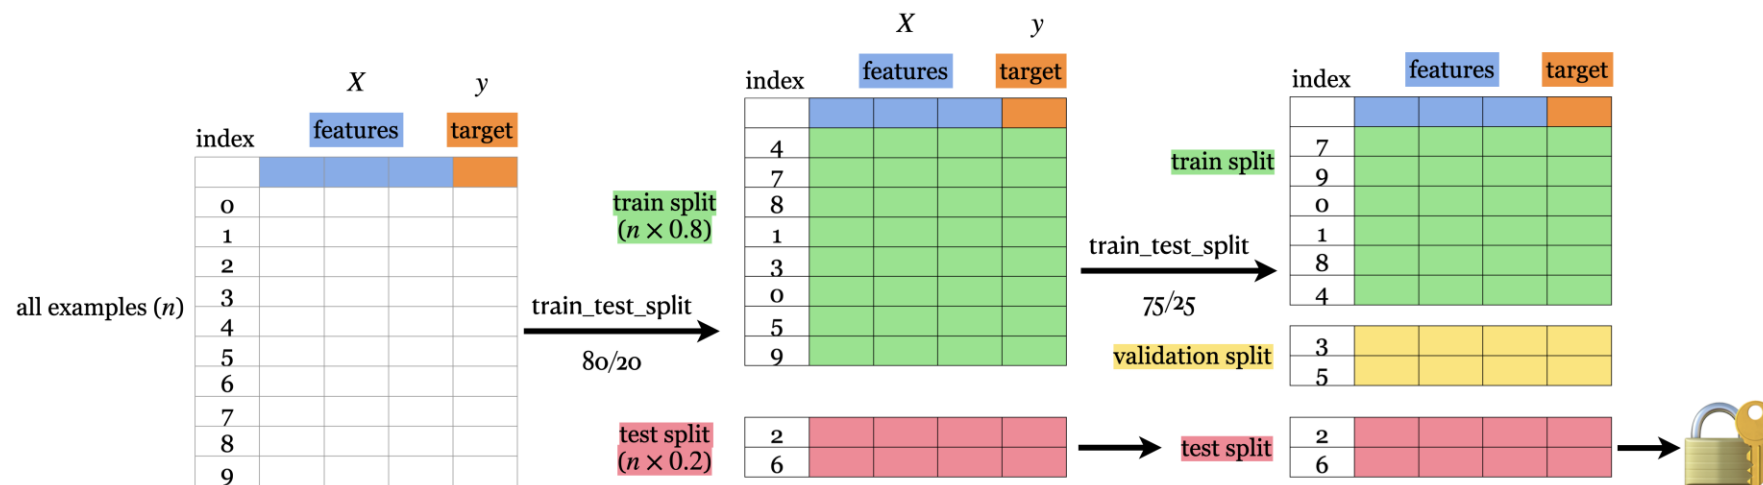 X y
features target
index
0
1
2
3
4
5
6
7
8
9
all examples (n)
train_test_split
80/20
X y
features target
index
train split
(n × 0.8)
4
7
8
1
3
0
5
9
test split
(n × 0.2)
2
6
train_test_split
75/25
features target
index
train split
7
9
0
1
8
4
validation split
3
5
test split
2
6